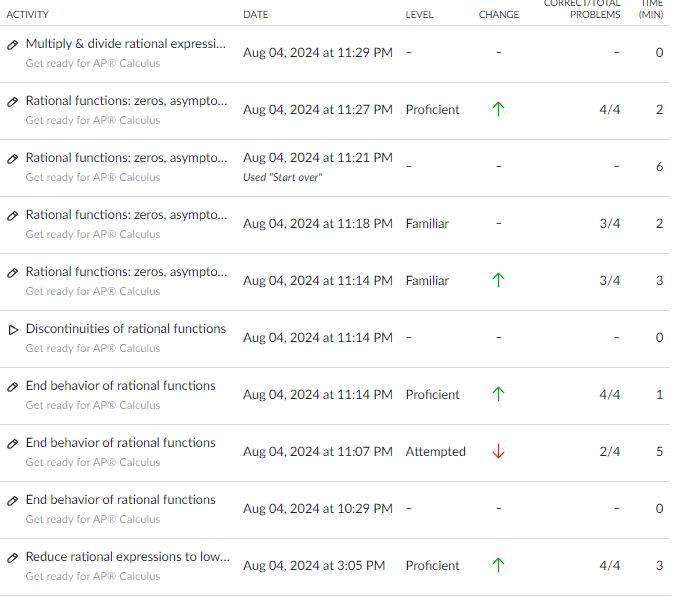 CORRECT/TOTAL TIME
ACTIVITY DATE LEVEL CHANGE PROBLEMS (MIN)
Multiply & divide rational expressi... Aug 04, 2024 at 11:29 PM – – – 0
Get ready for AP® Calculus
Rational functions: zeros, asympto... Aug 04, 2024 at 11:27 PM Proficient ↑ 4/4 2
Get ready for AP® Calculus
Rational functions: zeros, asympto... Aug 04, 2024 at 11:21 PM – – – 6
Get ready for AP® Calculus Used "Start over"
Rational functions: zeros, asympto... Aug 04, 2024 at 11:18 PM Familiar – 3/4 2
Get ready for AP® Calculus
Rational functions: zeros, asympto... Aug 04, 2024 at 11:14 PM Familiar ↑ 3/4 3
Get ready for AP® Calculus
Discontinuities of rational functions Aug 04, 2024 at 11:14 PM – – – 0
Get ready for AP® Calculus
End behavior of rational functions Aug 04, 2024 at 11:14 PM Proficient ↑ 4/4 1
Get ready for AP® Calculus
End behavior of rational functions Aug 04, 2024 at 11:07 PM Attempted ↓ 2/4 5
Get ready for AP® Calculus
End behavior of rational functions Aug 04, 2024 at 10:29 PM – – – 0
Get ready for AP® Calculus
Reduce rational expressions to low... Aug 04, 2024 at 3:05 PM Proficient ↑ 4/4 3
Get ready for AP® Calculus